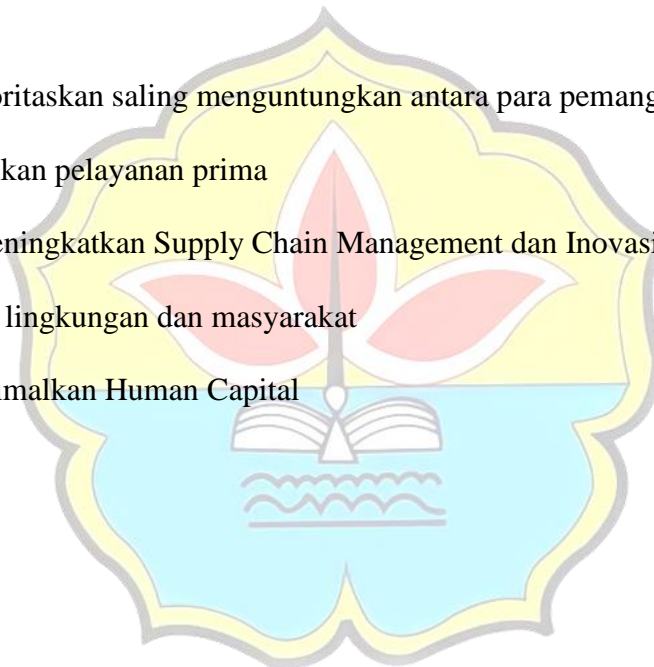 oritaskan saling menguntungkan antara para pemang
kan pelayanan prima
eningkatkan Supply Chain Management dan Inovasi
lingkungan dan masyarakat
imalkan Human Capital